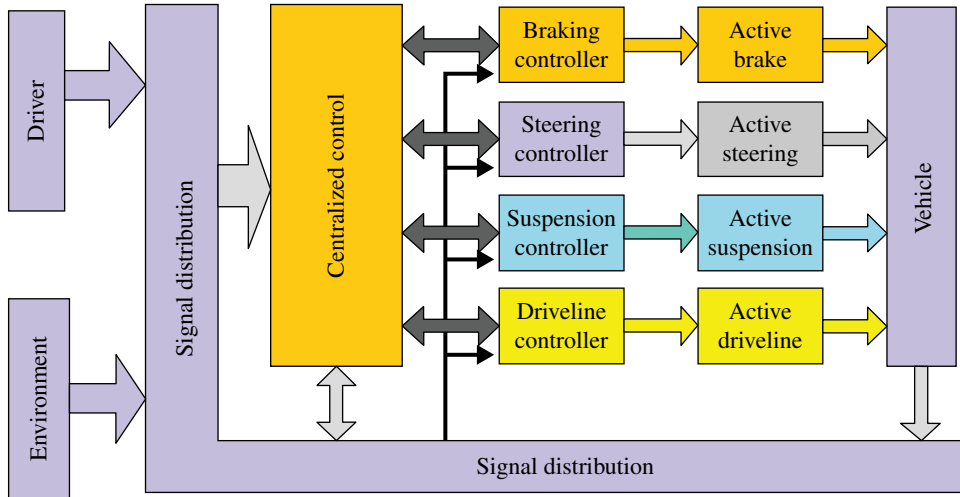 Driver
Environment
Signal distribution
Centralized control
Braking
controller
Active
brake
Steering
controller
Active
steering
Suspension
controller
Active
suspension
Driveline
controller
Active
driveline
Vehicle
Signal distribution